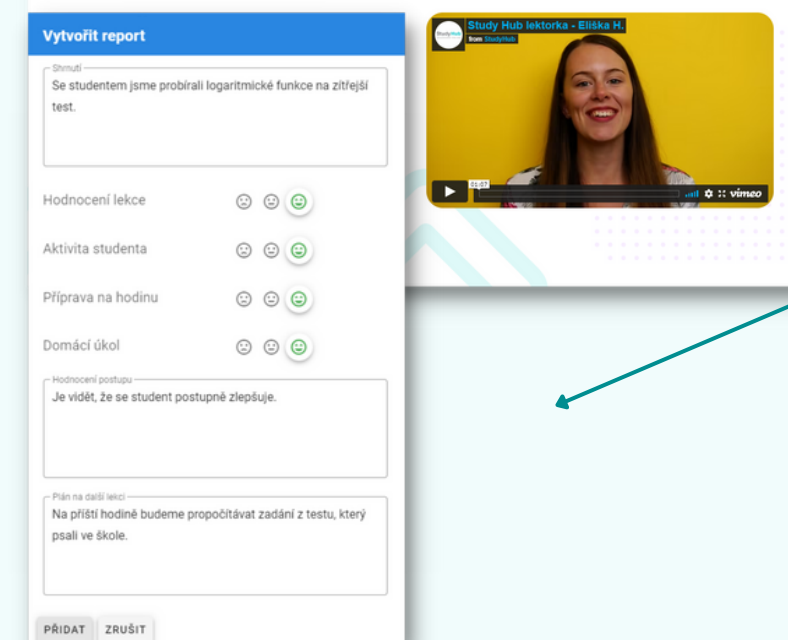 Vytvořit report
Shrnutí
Se studentem jsme probírali logaritmické funkce na zítřejší
test.
Hodnocení lekce
Aktivita studenta
Příprava na hodinu
Domácí úkol
Hodnocení postupu
Je vidět, že se student postupně zlepšuje.
Plán na další lekci
Na příští hodině budeme propočítávat zadání z testu, který
psali ve škole.
PŘIDAT ZRUŠIT
StudyHub
Study Hub lektorka - Eliška H.
from StudyHub
01:07
vimeo